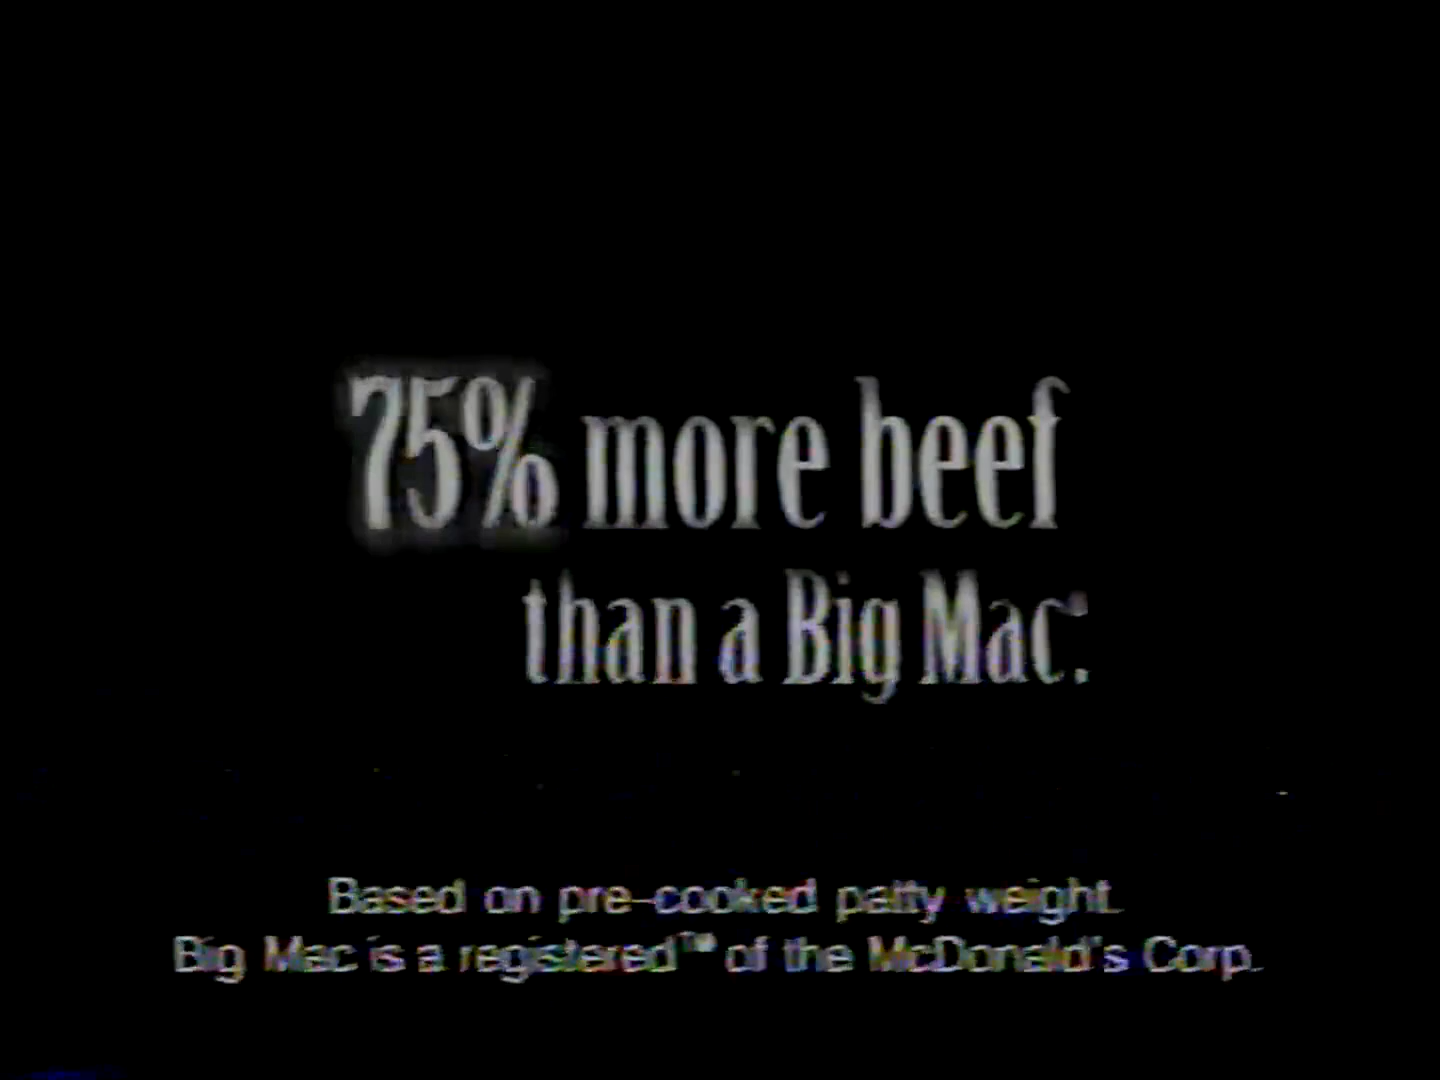 75% more beef
than a Big Mac®.
Based on pre-cooked patty weight.
Big Mac is a registered™ of the McDonald's Corp.